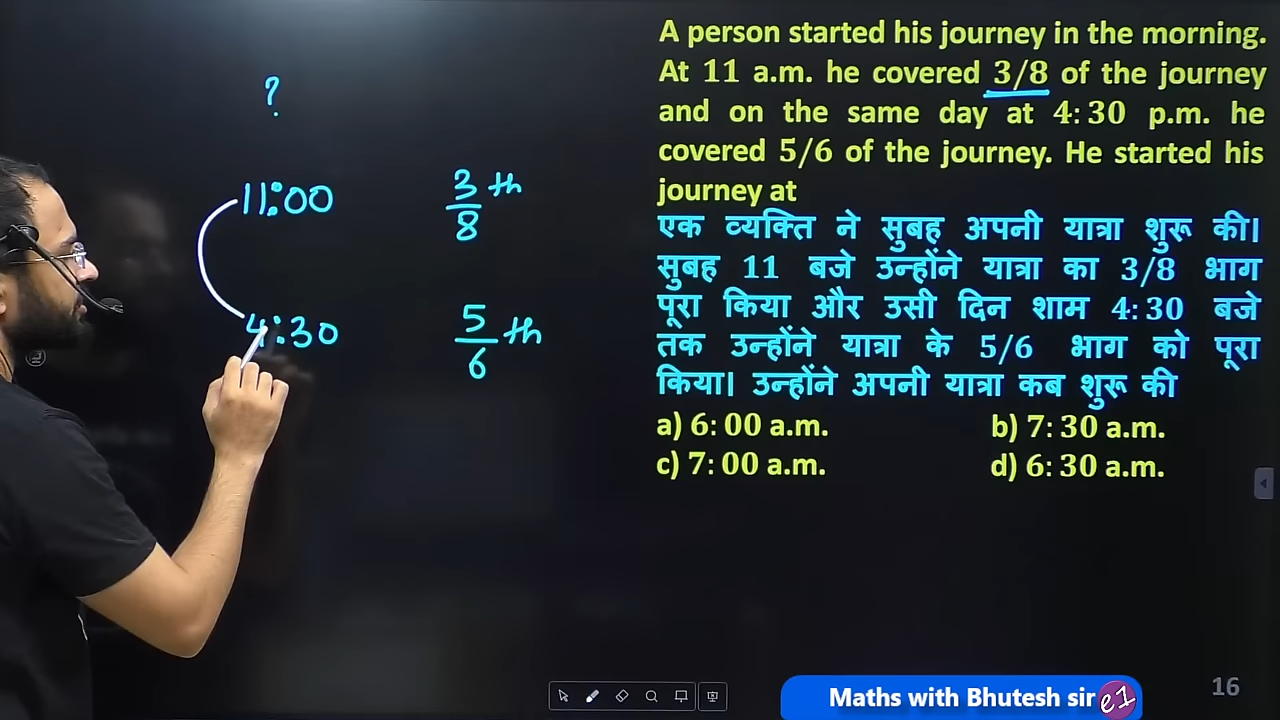 A person started his journey in the morning.
At 11 a.m. he covered 3/8 of the journey
and on the same day at 4:30 p.m. he
covered 5/6 of the journey. He started his
journey at
एक व्यक्ति ने सुबह अपनी यात्रा शुरू की।
सुबह 11 बजे उन्होंने यात्रा का 3/8 भाग
पूरा किया और उसी दिन शाम 4:30 बजे
तक उन्होंने यात्रा के 5/6 भाग को पूरा
किया। उन्होंने अपनी यात्रा कब शुरू की
a) 6:00 a.m. b) 7:30 a.m.
c) 7:00 a.m. d) 6:30 a.m.
?
11:00 3/8 th
4:30 5/6 th
Maths with Bhutesh sir e1
16